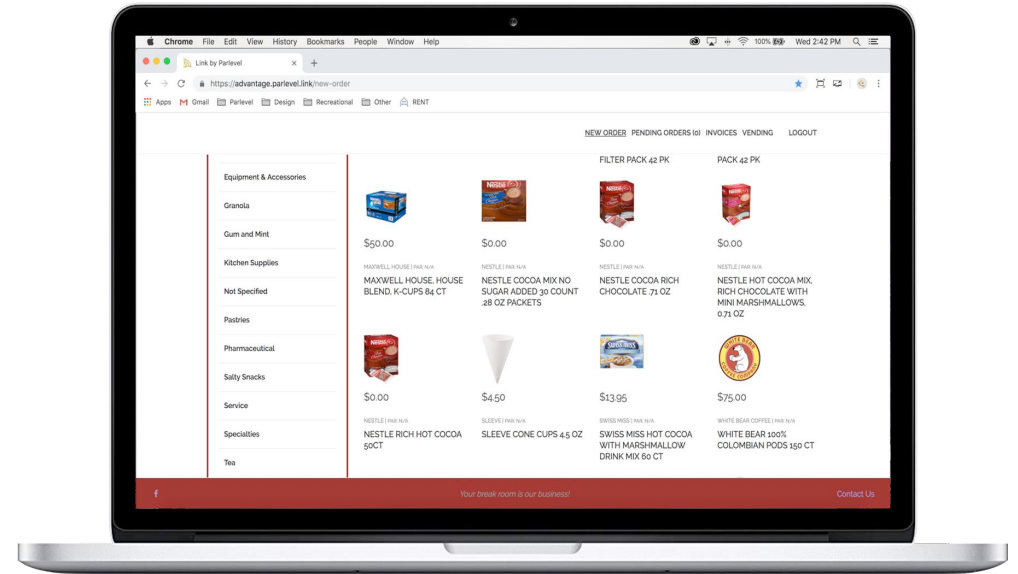 Chrome File Edit View History Bookmarks People Window Help 100% Wed 2:42 PM
Link by Parlevel
https://advantage.parlevel.link/new-order
Apps Gmail Parlevel Design Recreational Other RENT
NEW ORDER PENDING ORDERS (0) INVOICES VENDING LOGOUT
FILTER PACK 42 PK
PACK 42 PK
Equipment & Accessories
Granola
Gum and Mint
Kitchen Supplies
Not Specified
Pastries
Pharmaceutical
Salty Snacks
Service
Specialties
Tea
$50.00
MAXWELL HOUSE | PAR: N/A
MAXWELL HOUSE, HOUSE
BLEND, K-CUPS 84 CT
Nestle
$0.00
NESTLE | PAR: N/A
NESTLE COCOA MIX NO
SUGAR ADDED 30 COUNT
.28 OZ PACKETS
Nestle
$0.00
NESTLE | PAR: N/A
NESTLE COCOA RICH
CHOCOLATE .71 OZ
$0.00
NESTLE | PAR: N/A
NESTLE HOT COCOA MIX,
RICH CHOCOLATE WITH
MINI MARSHMALLOWS,
0.71 OZ
$0.00
NESTLE | PAR: N/A
NESTLE RICH HOT COCOA
50CT
$4.50
SLEEVE | PAR: N/A
SLEEVE CONE CUPS 4.5 OZ
SWISS MISS
$13.95
SWISS MISS | PAR: N/A
SWISS MISS HOT COCOA
WITH MARSHMALLOW
DRINK MIX 60 CT
WHITE BEAR
COFFEE COMPANY
$75.00
WHITE BEAR COFFEE | PAR: N/A
WHITE BEAR 100%
COLOMBIAN PODS 150 CT
Your break room is our business!
Contact Us